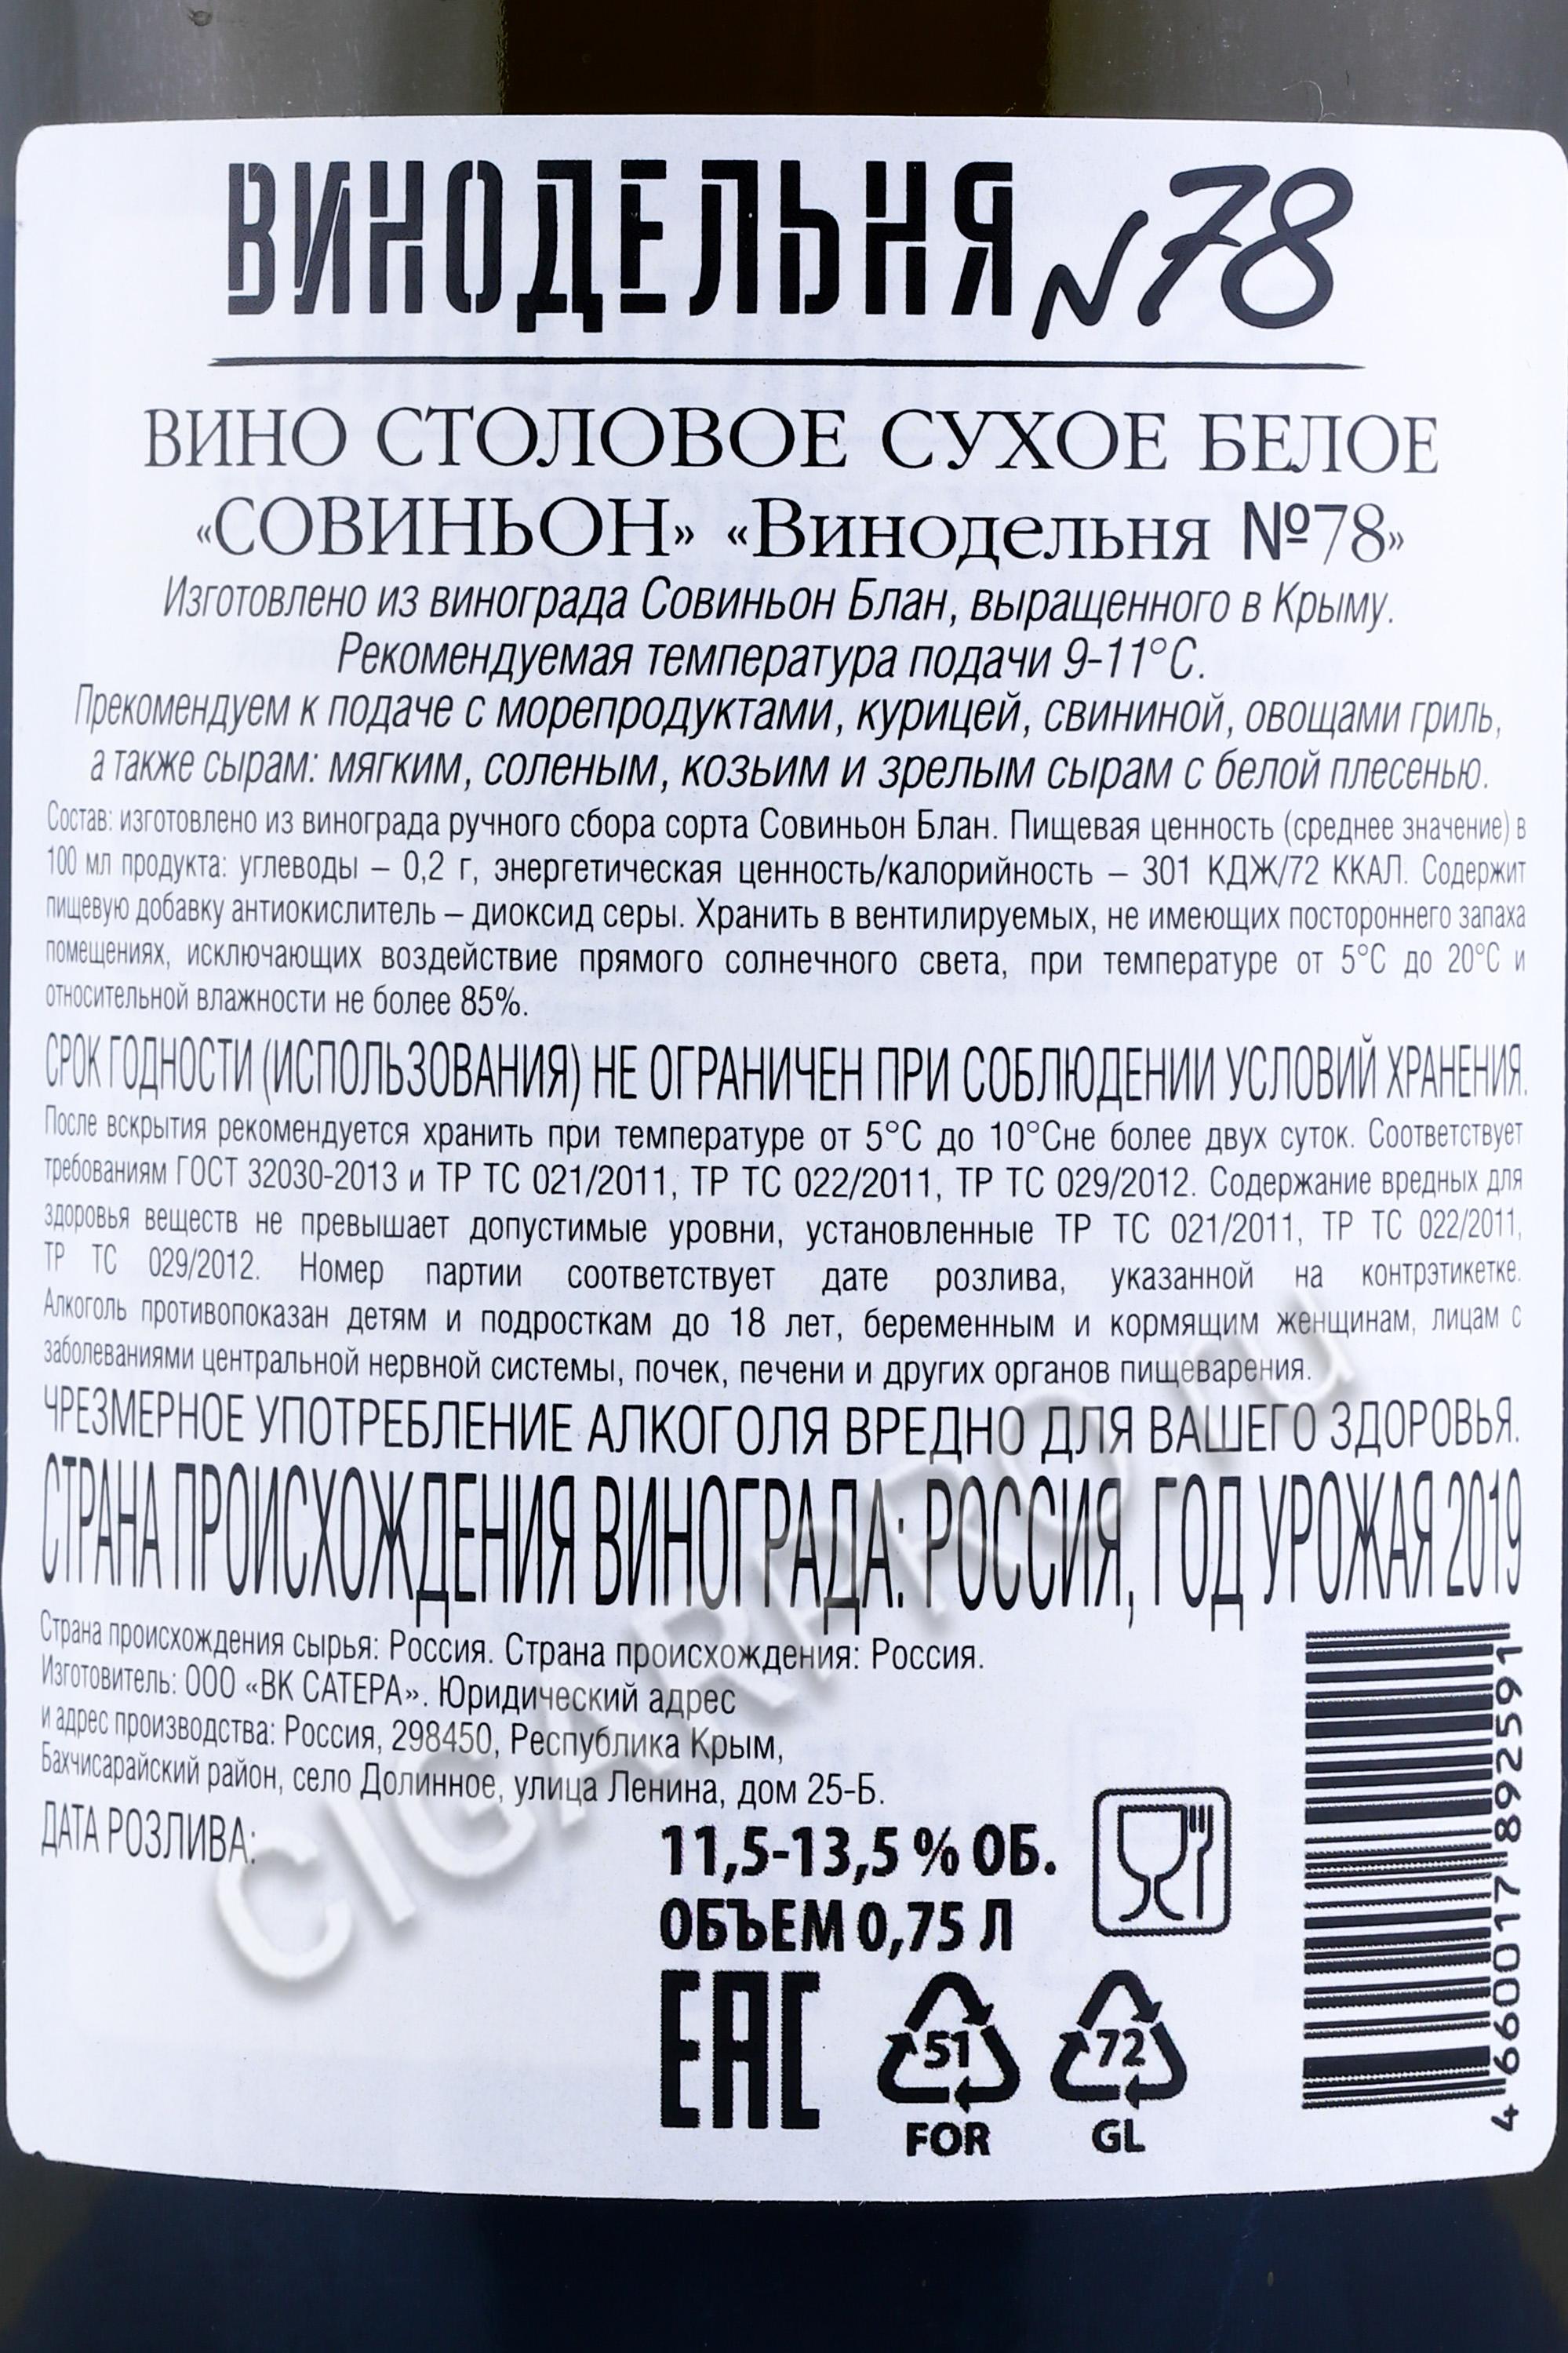 ВИНОДЕЛЬНЯ N78
ВИНО СТОЛОВОЕ СУХОЕ БЕЛОЕ
«СОВИНЬОН» «Винодельня №78»
Изготовлено из винограда Совиньон Блан, выращенного в Крыму.
Рекомендуемая температура подачи 9-11°С.
Прекомендуем к подаче с морепродуктами, курицей, свининой, овощами гриль,
а также сырам: мягким, соленым, козьим и зрелым сырам с белой плесенью.
Состав: изготовлено из винограда ручного сбора сорта Совиньон Блан. Пищевая ценность (среднее значение) в
100 мл продукта: углеводы – 0,2 г, энергетическая ценность/калорийность – 301 КДЖ/72 ККАЛ. Содержит
пищевую добавку антиокислитель – диоксид серы. Хранить в вентилируемых, не имеющих постороннего запаха
помещениях, исключающих воздействие прямого солнечного света, при температуре от 5°С до 20°С и
относительной влажности не более 85%.
СРОК ГОДНОСТИ (ИСПОЛЬЗОВАНИЯ) НЕ ОГРАНИЧЕН ПРИ СОБЛЮДЕНИИ УСЛОВИЙ ХРАНЕНИЯ.
После вскрытия рекомендуется хранить при температуре от 5°С до 10°Сне более двух суток. Соответствует
требованиям ГОСТ 32030-2013 и ТР ТС 021/2011, ТР ТС 022/2011, ТР ТС 029/2012. Содержание вредных для
здоровья веществ не превышает допустимые уровни, установленные ТР ТС 021/2011, ТР ТС 022/2011,
ТР ТС 029/2012. Номер партии соответствует дате розлива, указанной на контрэтикетке.
Алкоголь противопоказан детям и подросткам до 18 лет, беременным и кормящим женщинам, лицам с
заболеваниями центральной нервной системы, почек, печени и других органов пищеварения.
ЧРЕЗМЕРНОЕ УПОТРЕБЛЕНИЕ АЛКОГОЛЯ ВРЕДНО ДЛЯ ВАШЕГО ЗДОРОВЬЯ.
СТРАНА ПРОИСХОЖДЕНИЯ ВИНОГРАДА: РОССИЯ, ГОД УРОЖАЯ 2019
Страна происхождения сырья: Россия. Страна происхождения: Россия.
Изготовитель: ООО «ВК САТЕРА». Юридический адрес
и адрес производства: Россия, 298450, Республика Крым,
Бахчисарайский район, село Долинное, улица Ленина, дом 25-Б.
ДАТА РОЗЛИВА:
11,5-13,5 % ОБ.
ОБЪЕМ 0,75 Л
ЕАС
51
FOR
72
GL
4 660017 892591
CIGARPRO.ru